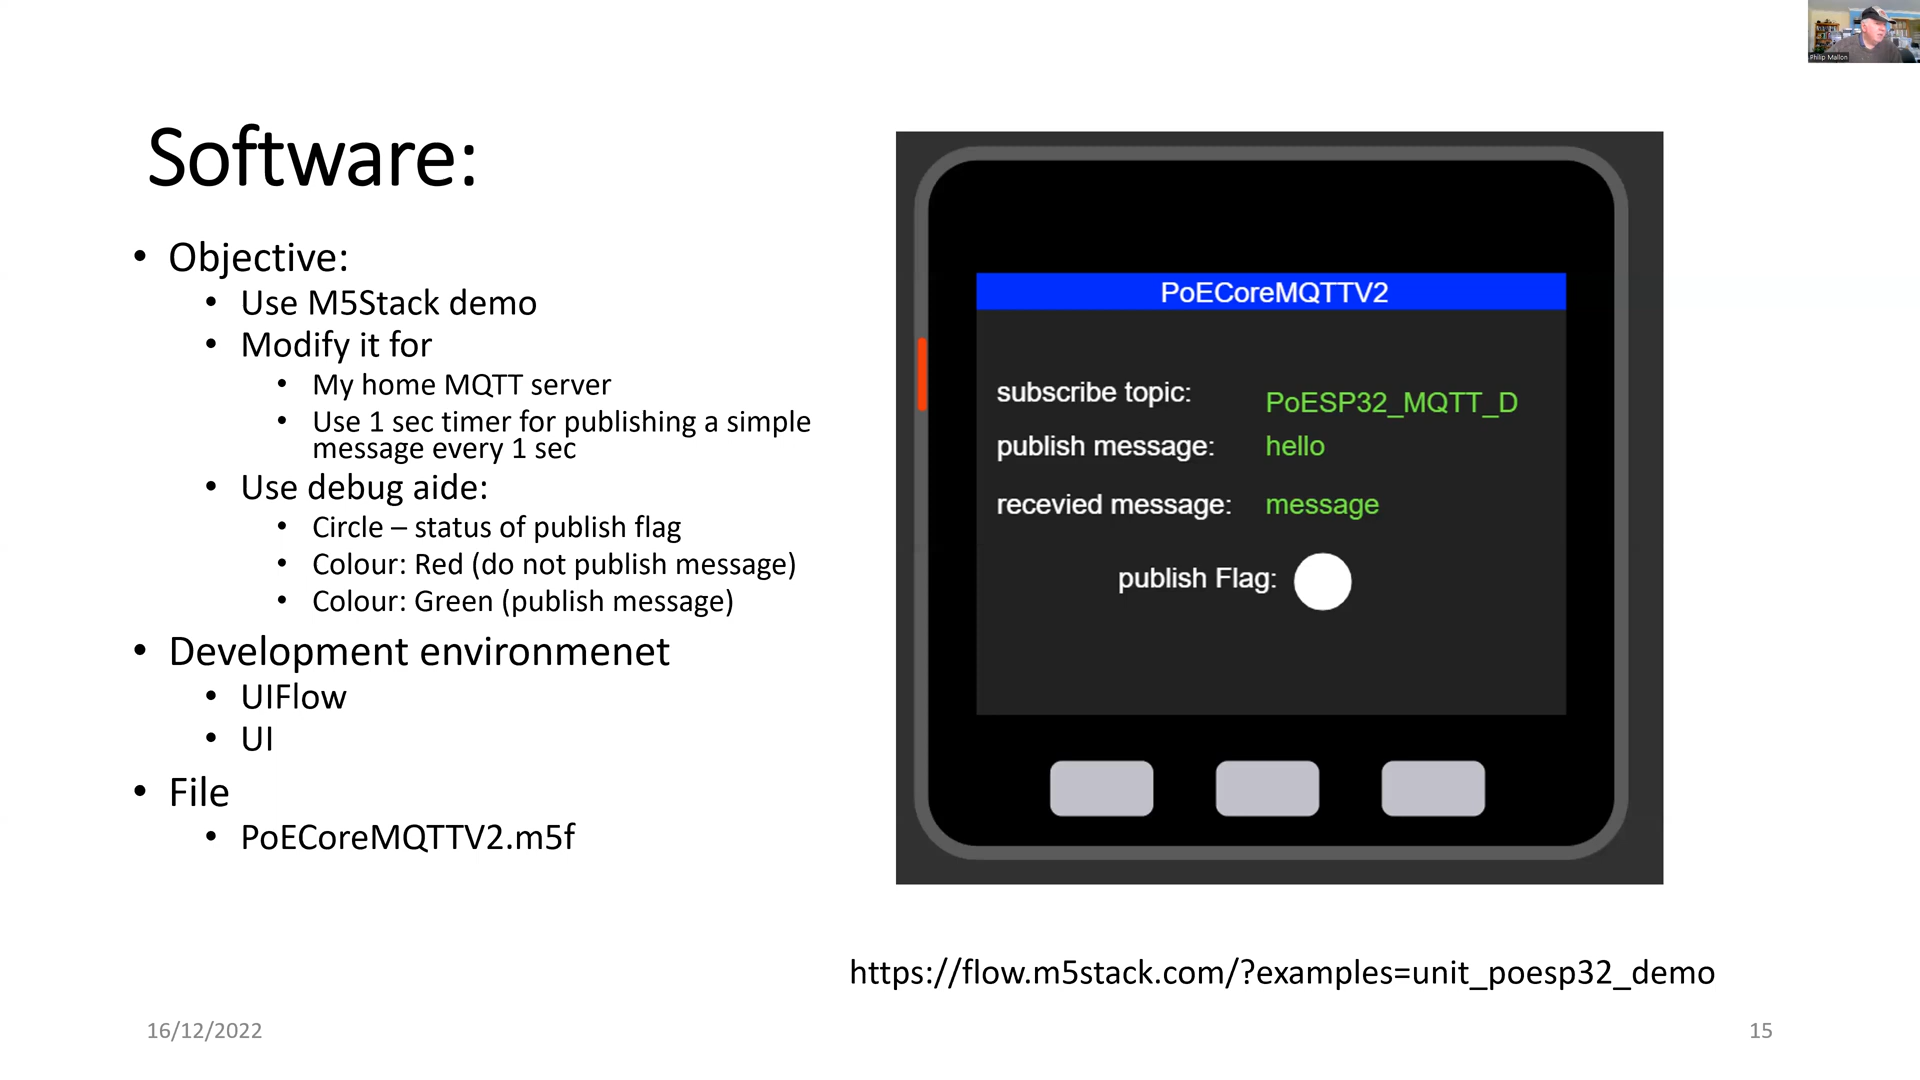 Philip Mallon
Software:
• Objective:
• Use M5Stack demo
• Modify it for
• My home MQTT server
• Use 1 sec timer for publishing a simple
message every 1 sec
• Use debug aide:
• Circle – status of publish flag
• Colour: Red (do not publish message)
• Colour: Green (publish message)
• Development environmenet
• UIFlow
• UI
• File
• PoECoreMQTTV2.m5f
PoECoreMQTTV2
subscribe topic: PoESP32_MQTT_D
publish message: hello
recevied message: message
publish Flag:
https://flow.m5stack.com/?examples=unit_poesp32_demo
16/12/2022
15